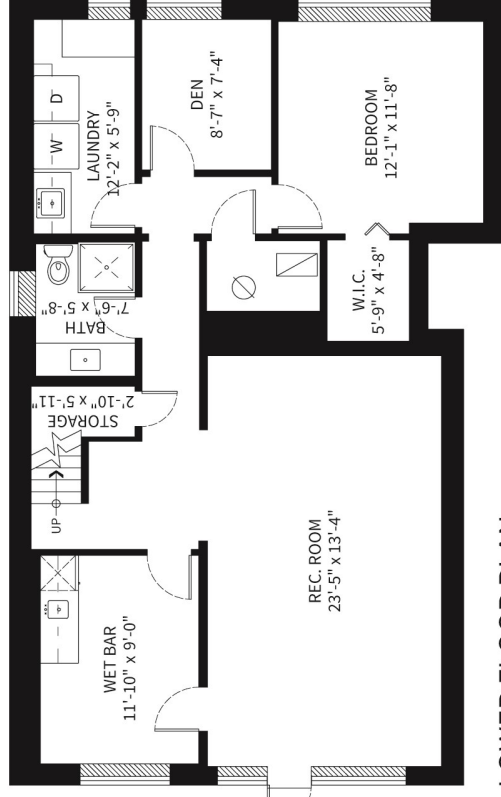 D
W
LAUNDRY
12'-2" x 5'-9"
DEN
8'-7" x 7'-4"
BEDROOM
12'-1" x 11'-8"
W.I.C.
5'-9" x 4'-8"
BATH
7'-6" x 5'-8"
STORAGE
2'-10" x 5'-11"
UP
REC. ROOM
23'-5" x 13'-4"
WET BAR
11'-10" x 9'-0"